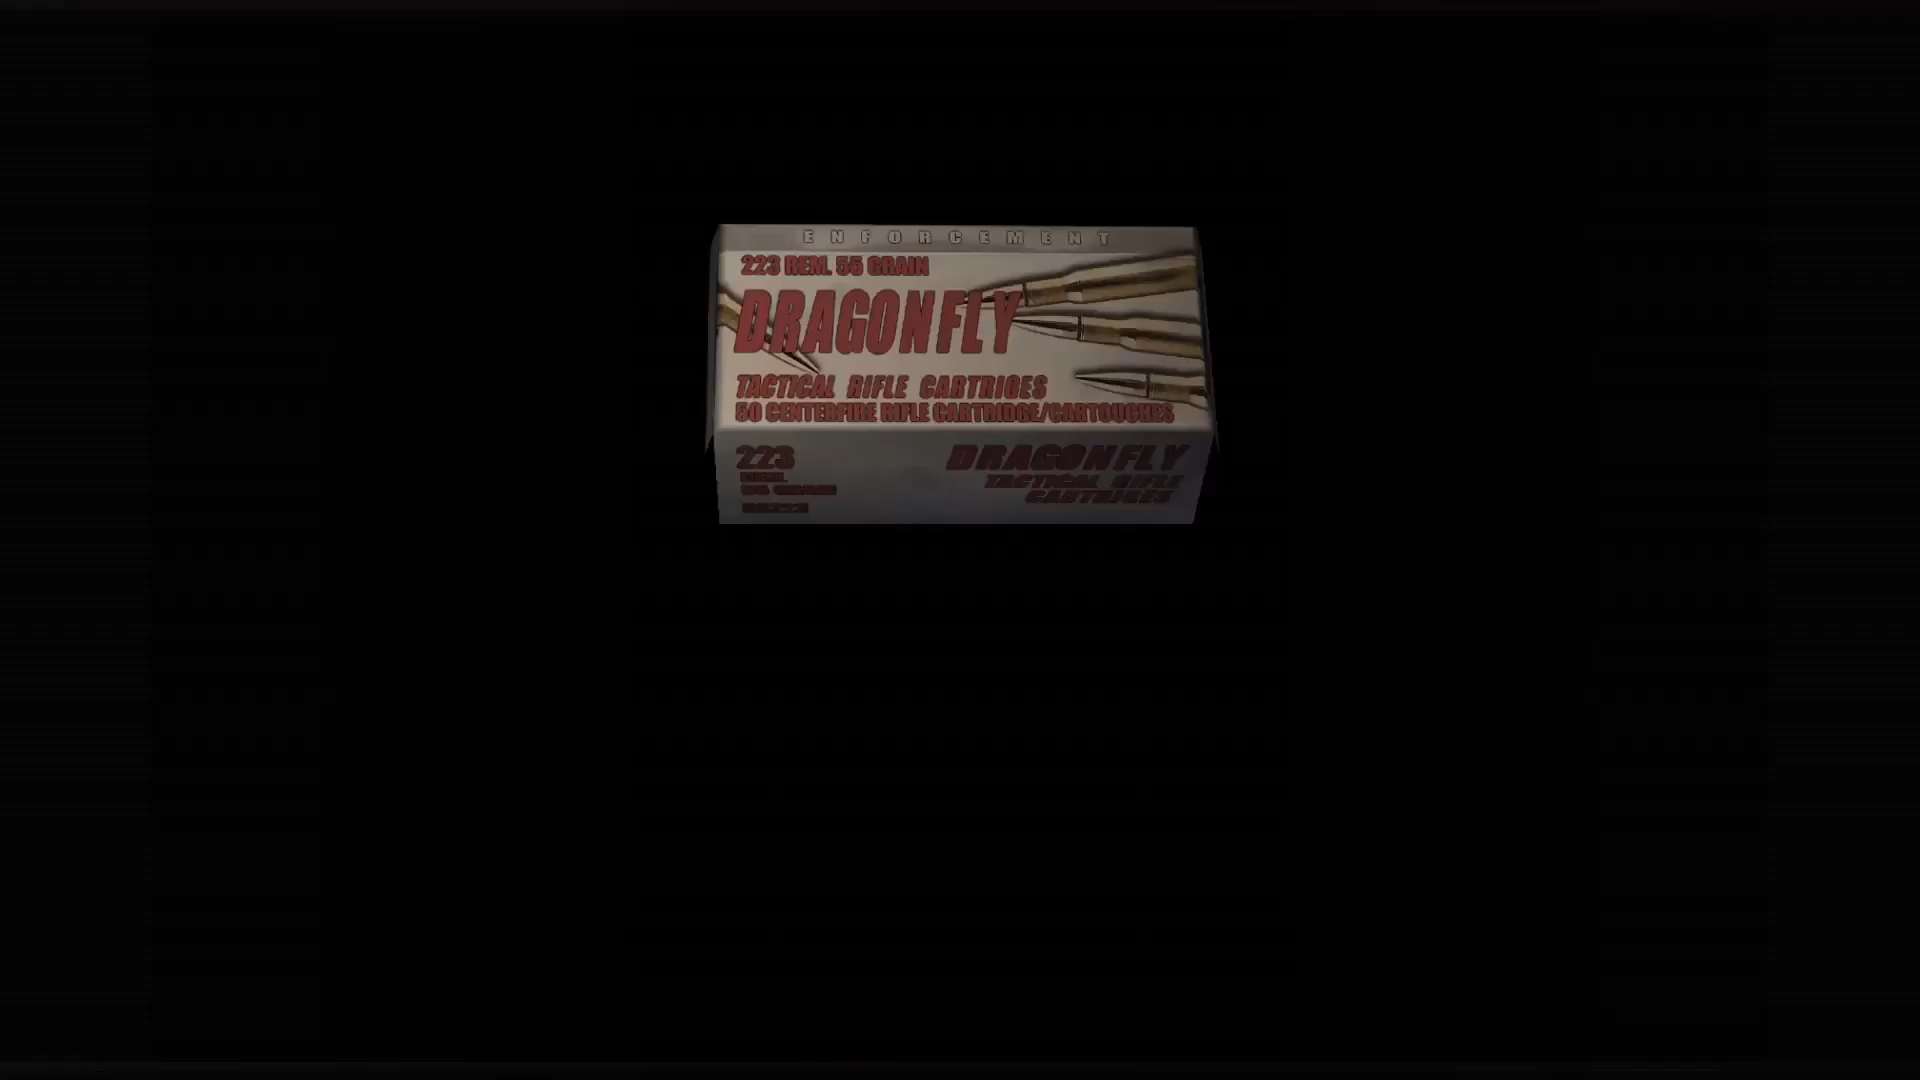 ENFORCEMENT
223 REM. 55 GRAIN
DRAGONFLY
TACTICAL RIFLE CARTRIGES
50 CENTERFIRE RIFLE CARTRIDGE/CARTOUCHES
223
DRAGONFLY
TACTICAL RIFLE
CARTRIGES